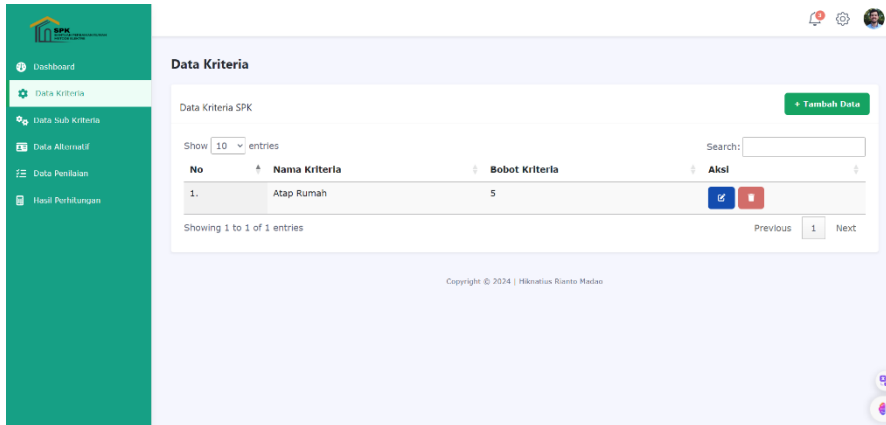 SPK
3
Dashboard
Data Kriteria
Data Sub Kriteria
Data Alternatif
Data Penilaian
Hasil Perhitungan
Data Kriteria
Data Kriteria SPK
+ Tambah Data
Show 10 entries
Search:
No Nama Kriteria Bobot Kriteria Aksi
1. Atap Rumah 5
Showing 1 to 1 of 1 entries
Previous 1 Next
Copyright © 2024 | Hiknatius Rianto Madao